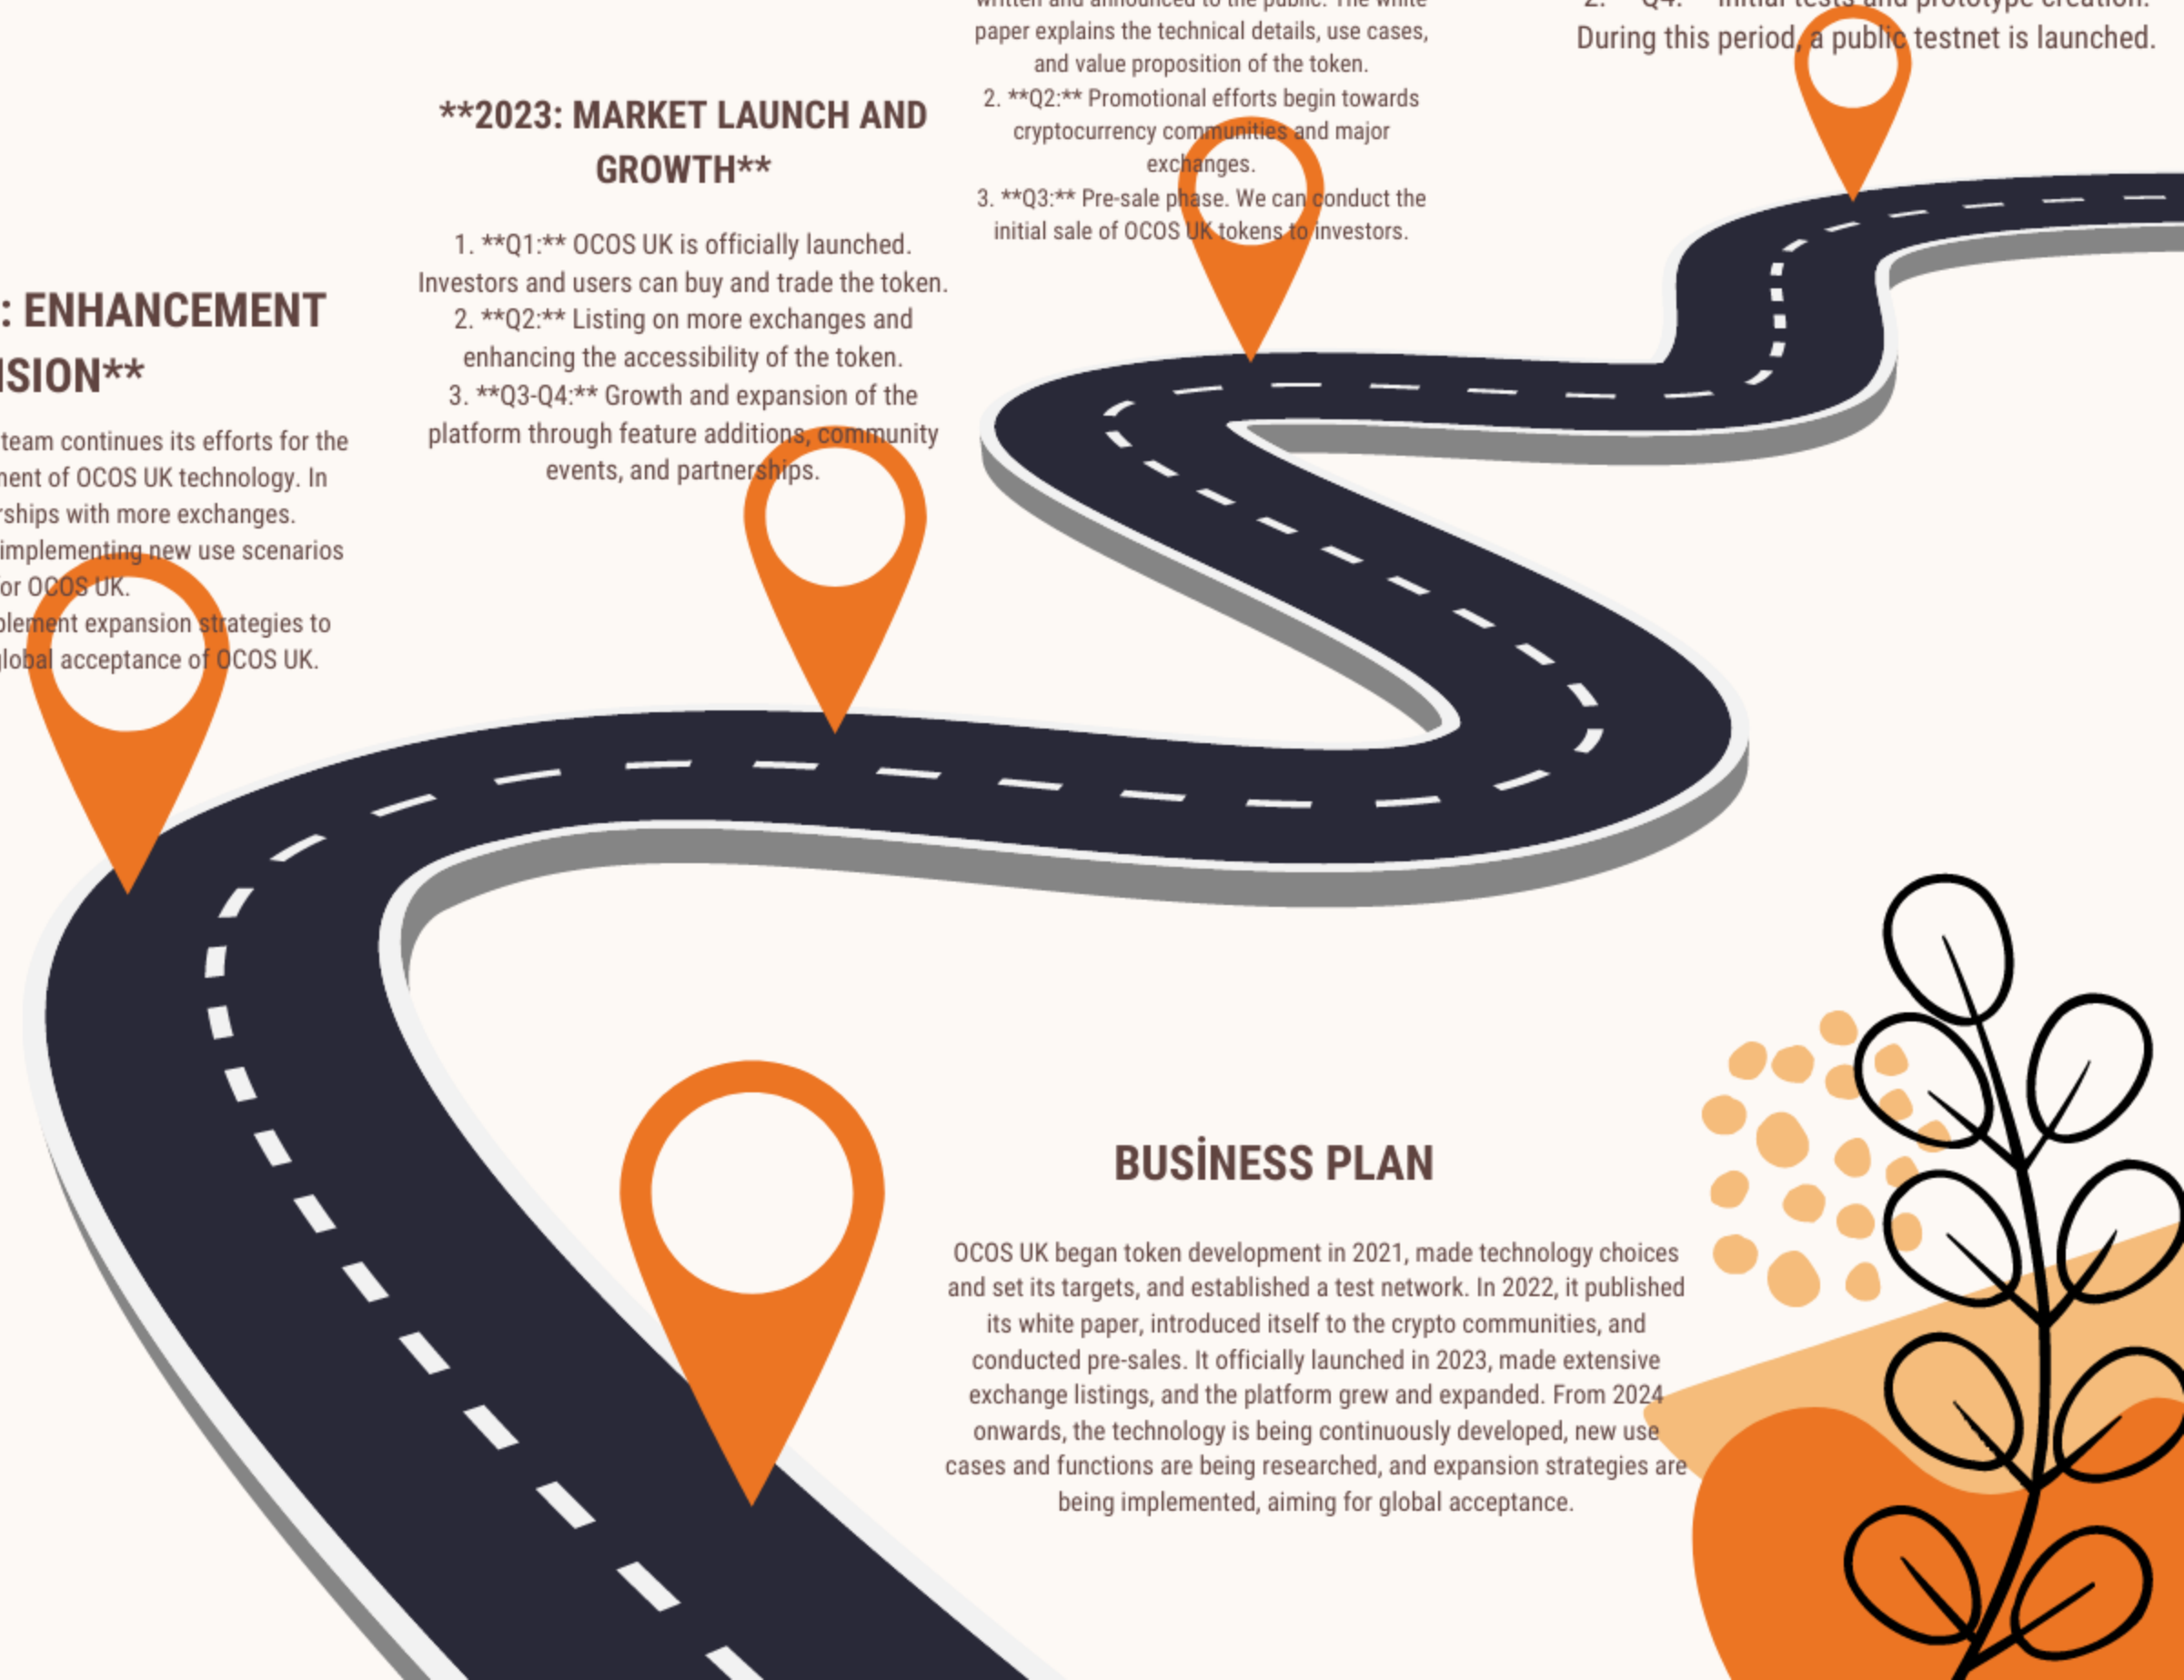 written and announced to the public. The white
paper explains the technical details, use cases,
and value proposition of the token.
2. **Q2:** Promotional efforts begin towards
cryptocurrency communities and major
exchanges.
3. **Q3:** Pre-sale phase. We can conduct the
initial sale of OCOS UK tokens to investors.
2. **Q4:** Initial tests and prototype creation.
During this period, a public testnet is launched.
**2023: MARKET LAUNCH AND
GROWTH**
1. **Q1:** OCOS UK is officially launched.
Investors and users can buy and trade the token.
2. **Q2:** Listing on more exchanges and
enhancing the accessibility of the token.
3. **Q3-Q4:** Growth and expansion of the
platform through feature additions, community
events, and partnerships.
: ENHANCEMENT
ISION**
team continues its efforts for the
ment of OCOS UK technology. In
rships with more exchanges.
implementing new use scenarios
for OCOS UK.
plement expansion strategies to
global acceptance of OCOS UK.
BUSİNESS PLAN
OCOS UK began token development in 2021, made technology choices
and set its targets, and established a test network. In 2022, it published
its white paper, introduced itself to the crypto communities, and
conducted pre-sales. It officially launched in 2023, made extensive
exchange listings, and the platform grew and expanded. From 2024
onwards, the technology is being continuously developed, new use
cases and functions are being researched, and expansion strategies are
being implemented, aiming for global acceptance.